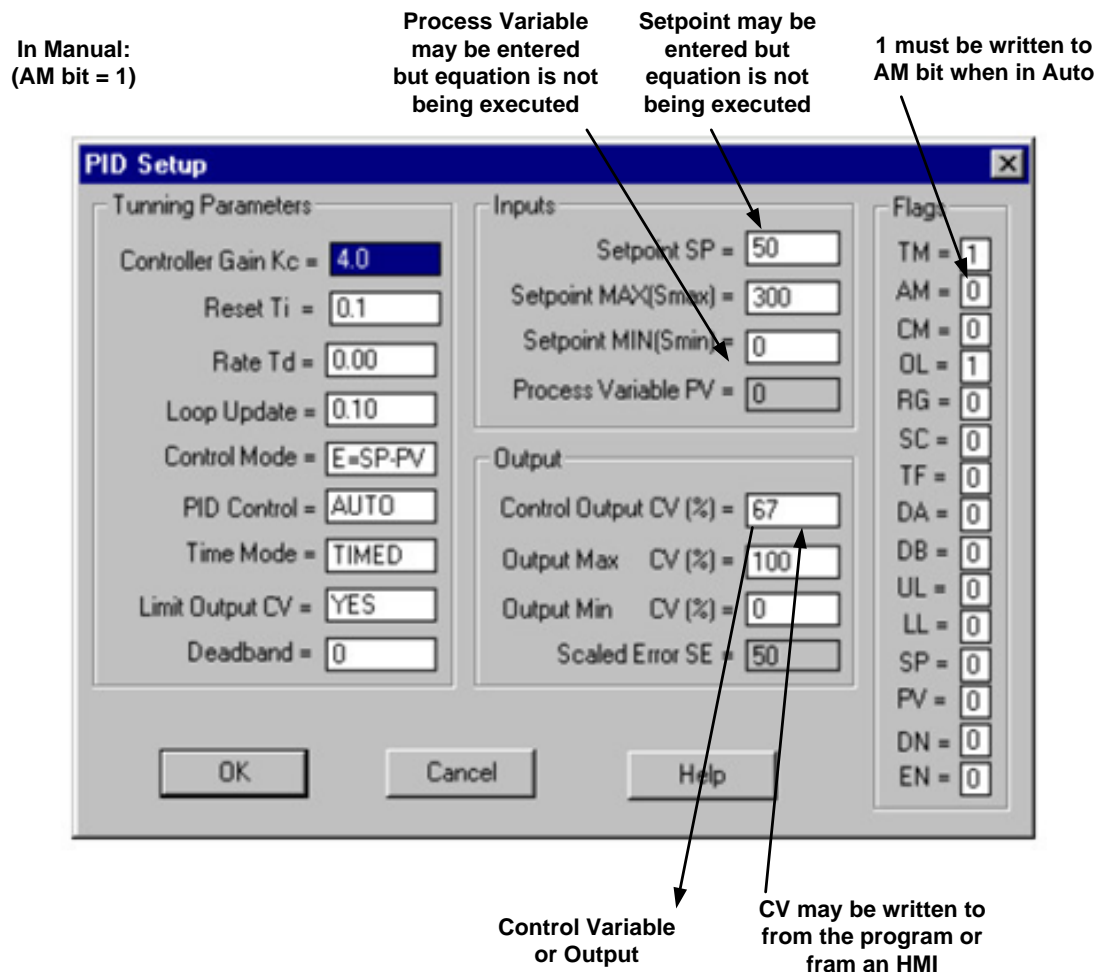 In Manual:
(AM bit = 1)
Process Variable
may be entered
but equation is not
being executed
Setpoint may be
entered but
equation is not
being executed
1 must be written to
AM bit when in Auto
PID Setup
Tunning Parameters
Controller Gain Kc = 4.0
Reset Ti = 0.1
Rate Td = 0.00
Loop Update = 0.10
Control Mode = E=SP-PV
PID Control = AUTO
Time Mode = TIMED
Limit Output CV = YES
Deadband = 0
Inputs
Setpoint SP = 50
Setpoint MAX(Smax) = 300
Setpoint MIN(Smin) = 0
Process Variable PV = 0
Output
Control Output CV (%) = 67
Output Max CV (%) = 100
Output Min CV (%) = 0
Scaled Error SE = 50
Flags
TM = 1
AM = 0
CM = 0
OL = 1
RG = 0
SC = 0
TF = 0
DA = 0
DB = 0
UL = 0
LL = 0
SP = 0
PV = 0
DN = 0
EN = 0
OK
Cancel
Help
Control Variable
or Output
CV may be written to
from the program or
fram an HMI